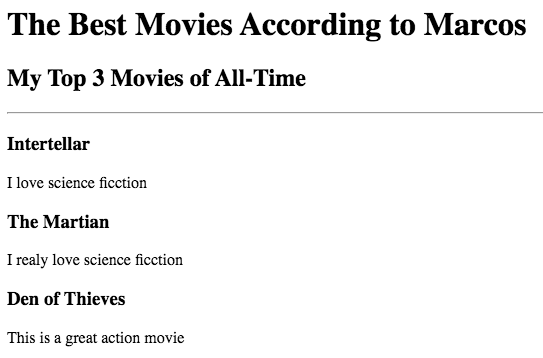 The Best Movies According to Marcos
My Top 3 Movies of All-Time
Intertellar
I love science ficction
The Martian
I realy love science ficction
Den of Thieves
This is a great action movie